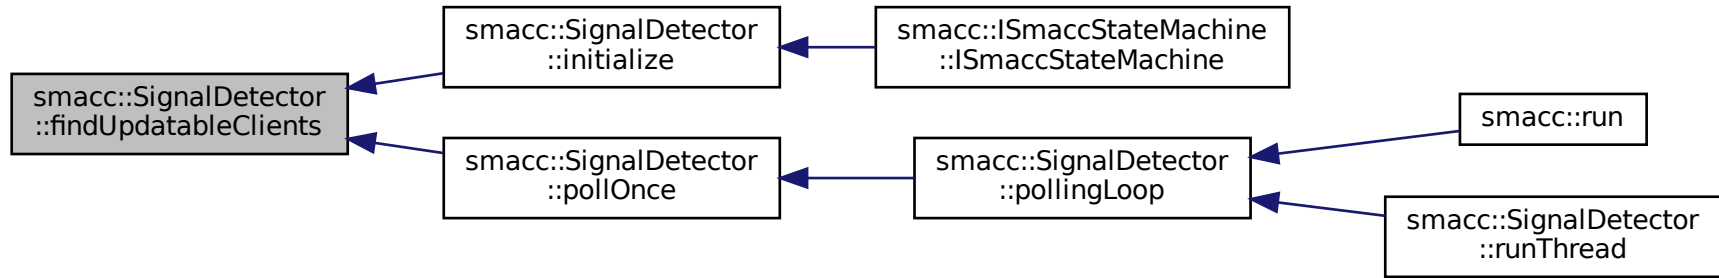 smacc::SignalDetector
::findUpdatableClients
smacc::SignalDetector
::initialize
smacc::ISmaccStateMachine
::ISmaccStateMachine
smacc::SignalDetector
::pollOnce
smacc::SignalDetector
::pollingLoop
smacc::run
smacc::SignalDetector
::runThread